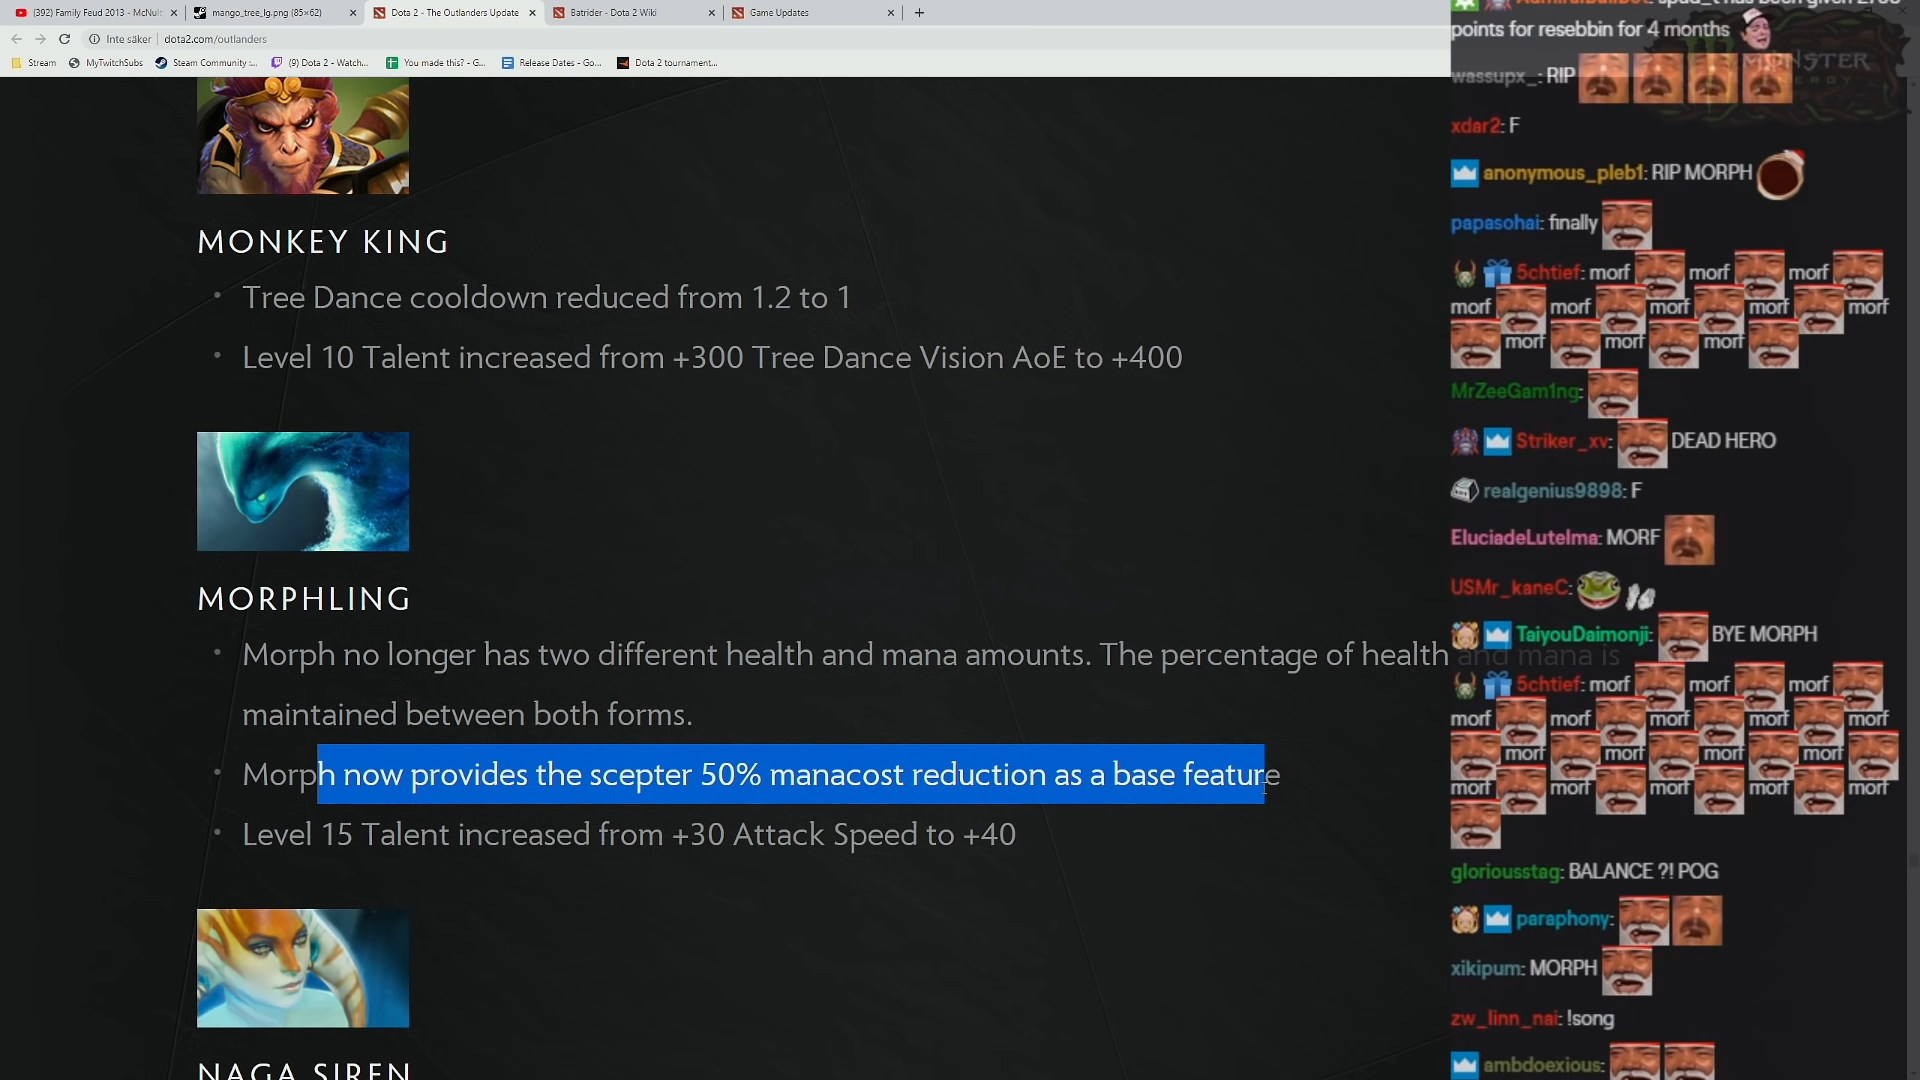 (392) Family Feud 2013 - McNult
mango_tree_lg.png (85×62)
Dota 2 - The Outlanders Update
Batrider - Dota 2 Wiki
Game Updates
Inte säker | dota2.com/outlanders
Stream
MyTwitchSubs
Steam Community :...
(9) Dota 2 - Watch...
You made this? - G...
Release Dates - Go...
Dota 2 tournament...
MONKEY KING
• Tree Dance cooldown reduced from 1.2 to 1
• Level 10 Talent increased from +300 Tree Dance Vision AoE to +400
MORPHLING
• Morph no longer has two different health and mana amounts. The percentage of health and mana is
maintained between both forms.
• Morph now provides the scepter 50% manacost reduction as a base feature
• Level 15 Talent increased from +30 Attack Speed to +40
NAGA SIREN
points for resebbin for 4 months
MONSTER
ENERGY
wassupx_: RIP
xdar2: F
anonymous_pleb1: RIP MORPH
papasohai: finally
5chtief: morf morf morf
morf morf morf morf morf
morf morf morf
MrZeeGam1ng:
Striker_xv: DEAD HERO
realgenius9898: F
EluciadeLutelma: MORF
USMr_kaneC:
TaiyouDaimonji: BYE MORPH
5chtief: morf morf morf
morf morf morf morf morf
morf morf morf morf
morf morf morf morf morf
gloriousstag: BALANCE ?! POG
paraphony:
xikipum: MORPH
zw_linn_nai: !song
ambdoexious: